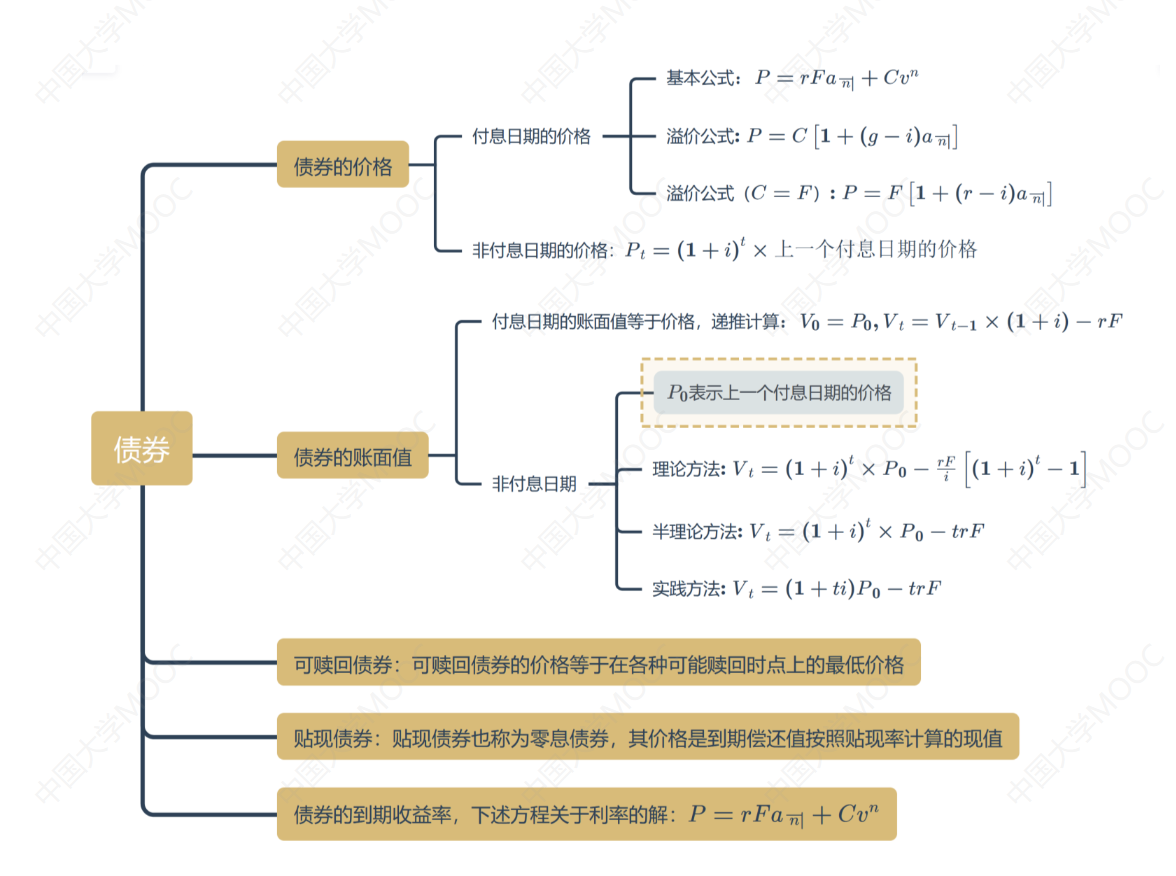 债券
债券的价格
付息日期的价格
基本公式：P = rFa_{\overline{n}|} + Cv^n
溢价公式: P = C[1 + (g − i)a_{\overline{n}|}]
溢价公式（C = F）: P = F[1 + (r − i)a_{\overline{n}|}]
非付息日期的价格：P_t = (1 + i)^t × 上一个付息日期的价格
债券的账面值
付息日期的账面值等于价格，递推计算：V_0 = P_0, V_t = V_{t−1} × (1 + i) − rF
非付息日期
P_0表示上一个付息日期的价格
理论方法: V_t = (1 + i)^t × P_0 − \frac{rF}{i}[(1 + i)^t − 1]
半理论方法: V_t = (1 + i)^t × P_0 − trF
实践方法: V_t = (1 + ti)P_0 − trF
可赎回债券：可赎回债券的价格等于在各种可能赎回时点上的最低价格
贴现债券：贴现债券也称为零息债券，其价格是到期偿还值按照贴现率计算的现值
债券的到期收益率，下述方程关于利率的解：P = rFa_{\overline{n}|} + Cv^n
中国大学MOOC